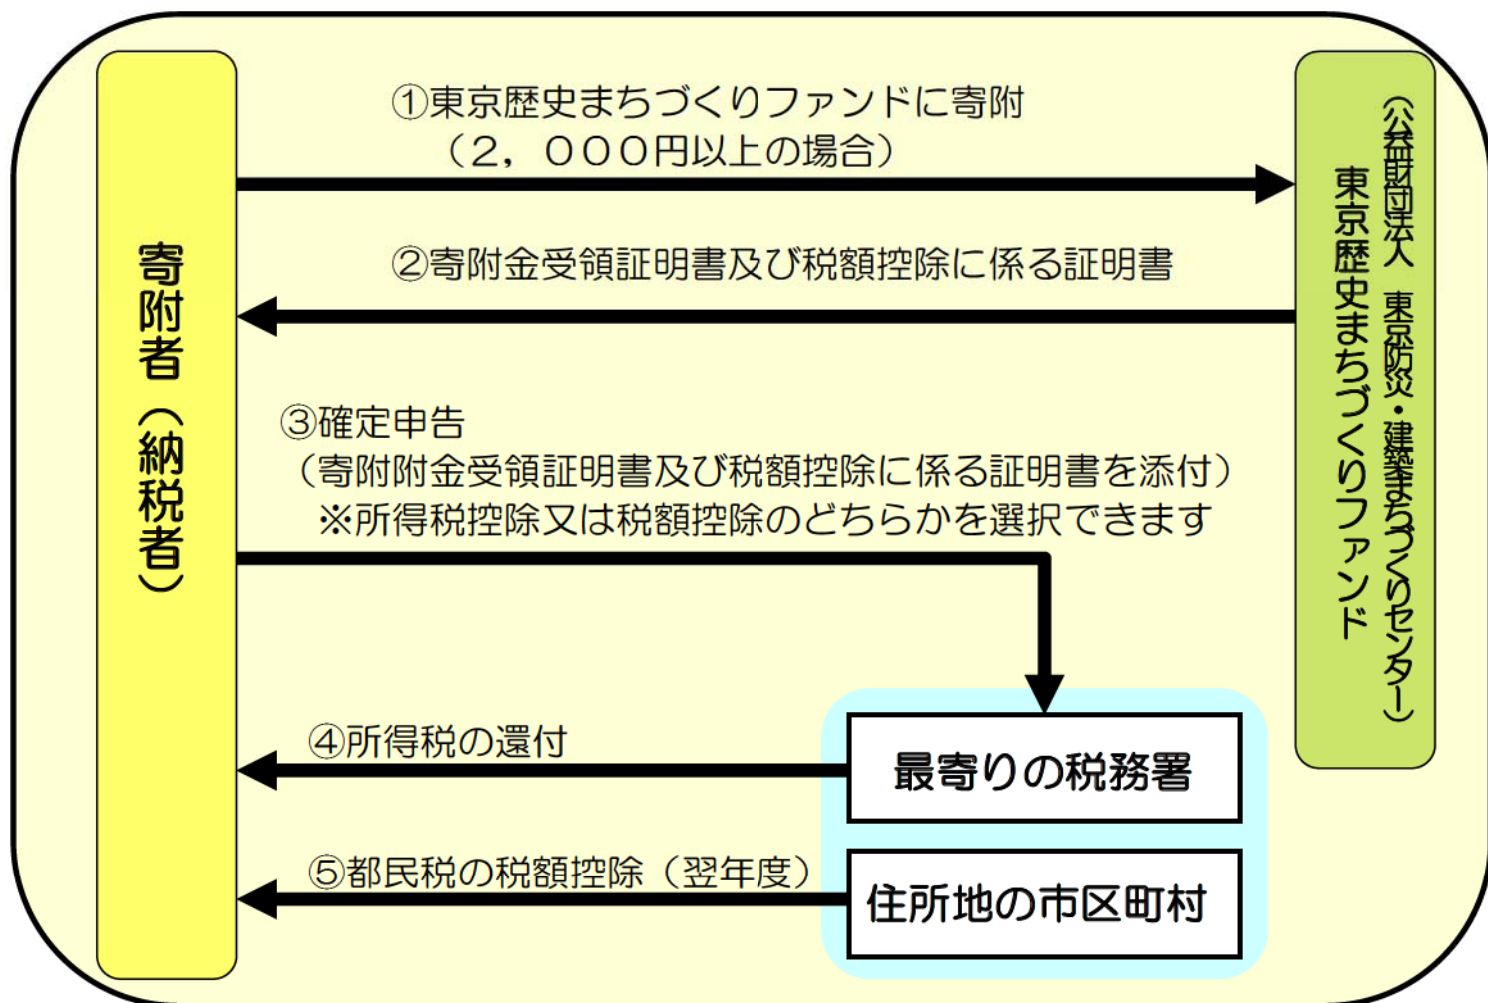 寄附者（納税者）
①東京歴史まちづくりファンドに寄附
（２，０００円以上の場合）
②寄附金受領証明書及び税額控除に係る証明書
③確定申告
（寄附附金受領証明書及び税額控除に係る証明書を添付）
※所得税控除又は税額控除のどちらかを選択できます
④所得税の還付
⑤都民税の税額控除（翌年度）
最寄りの税務署
住所地の市区町村
（公益財団法人 東京防災・建築まちづくりセンター）
東京歴史まちづくりファンド